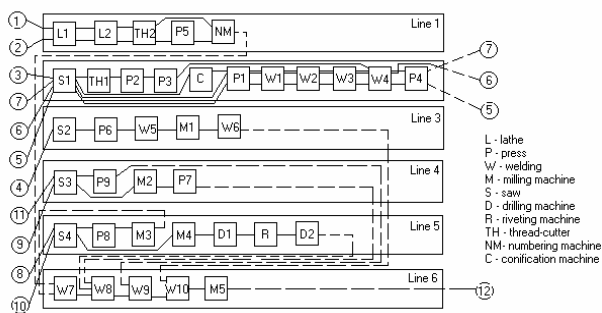 1
2
L1 L2 TH2 P5 NM Line 1
3
7
6
5
S1 TH1 P2 P3 C P1 W1 W2 W3 W4 P4
7
6
5
4
S2 P6 W5 M1 W6 Line 3
11
9
S3 P9 M2 P7 Line 4
8
10
S4 P8 M3 M4 D1 R D2 Line 5
W7 W8 W9 W10 M5 Line 6
12
L - lathe
P - press
W - welding
M - milling machine
S - saw
D - drilling machine
R - riveting machine
TH - thread-cutter
NM- numbering machine
C - conification machine